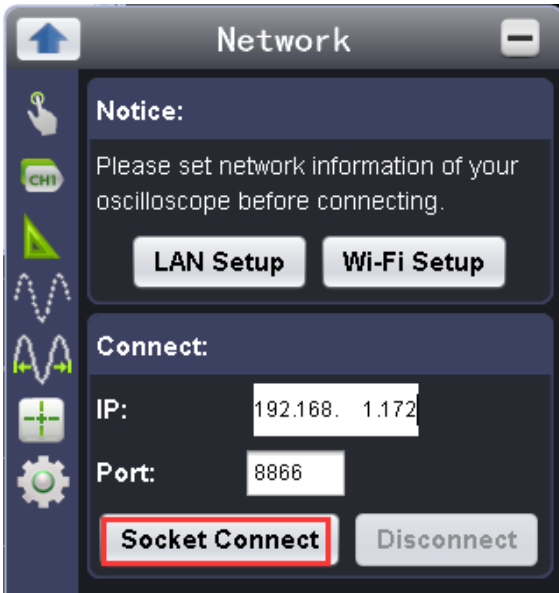 Network
CH1
Notice:
Please set network information of your
oscilloscope before connecting.
LAN Setup Wi-Fi Setup
Connect:
IP: 192.168. 1.172
Port: 8866
Socket Connect Disconnect